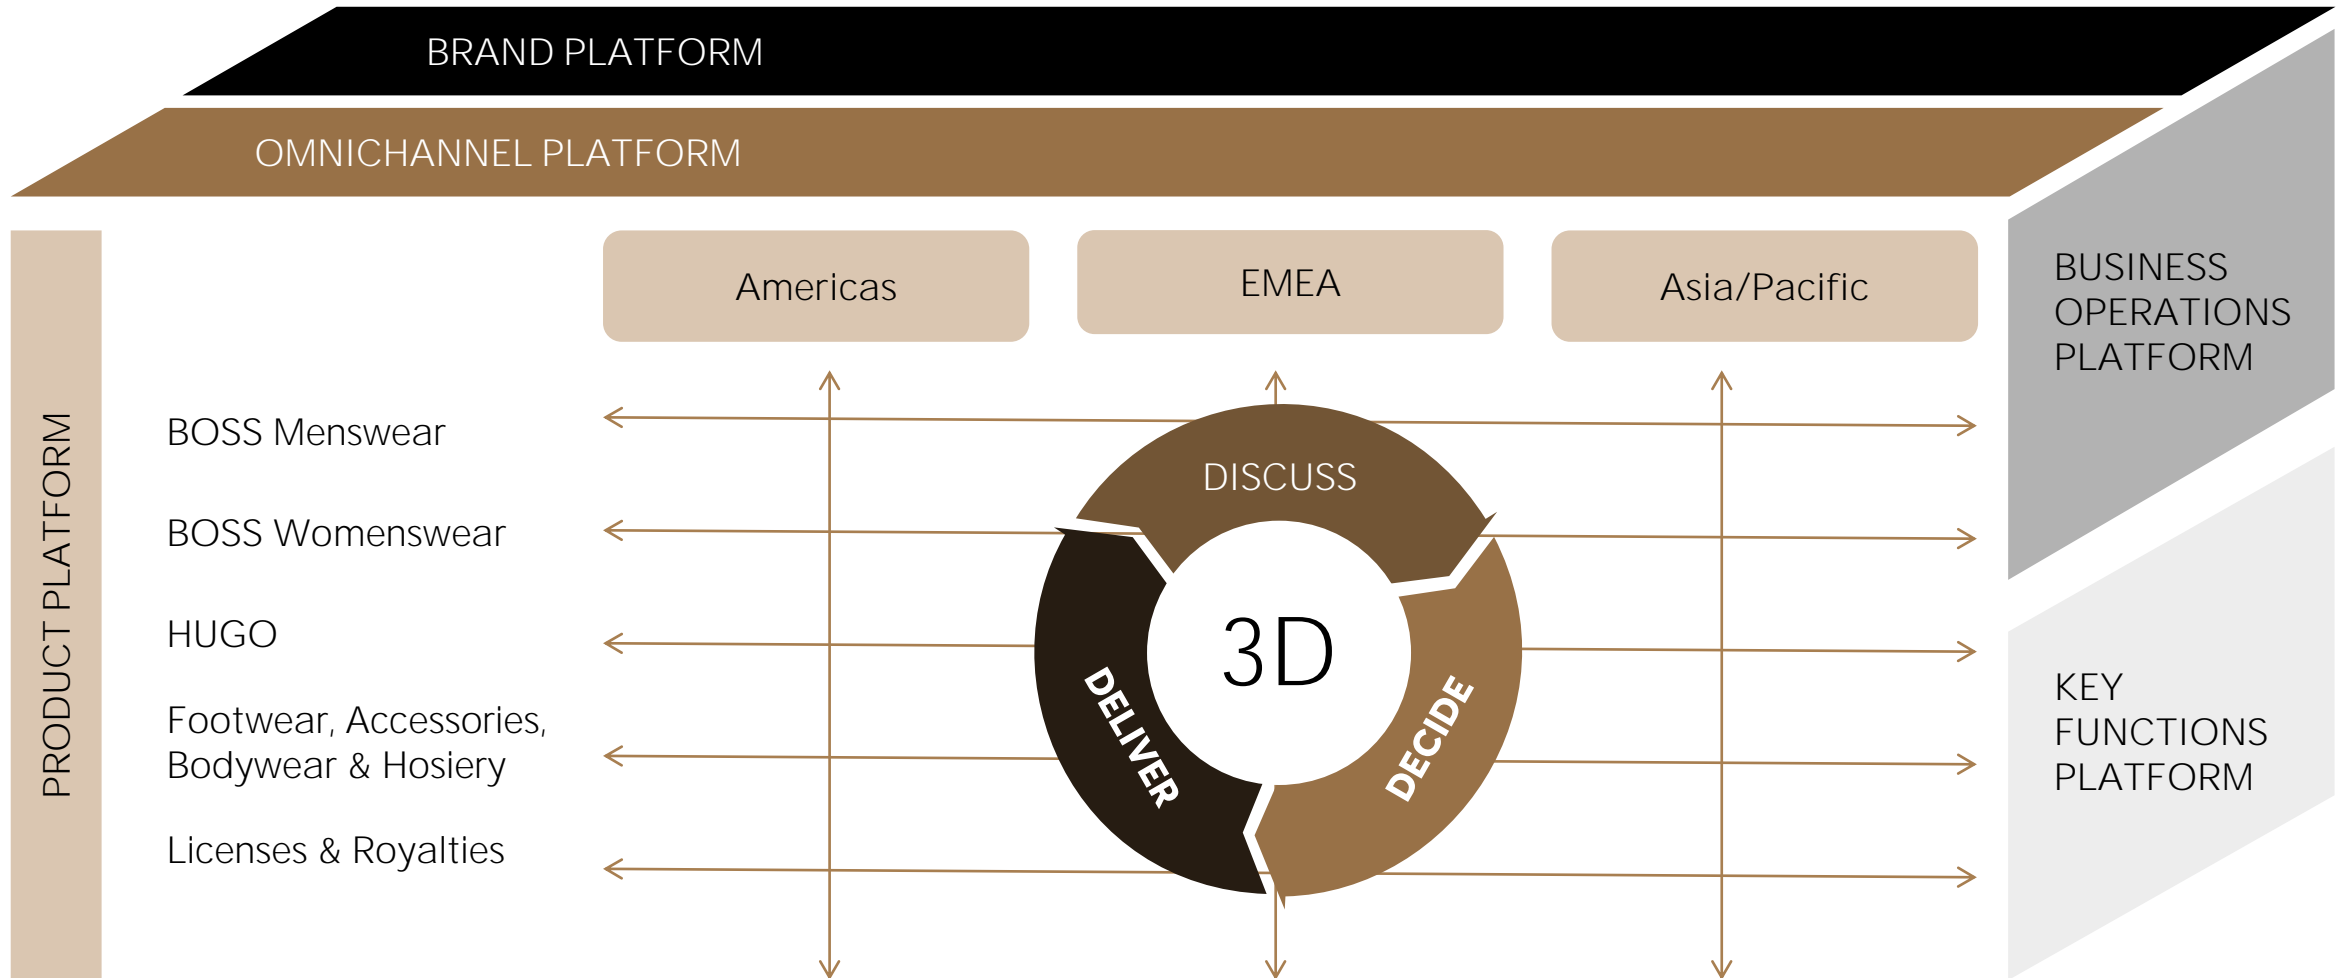 BRAND PLATFORM
OMNICHANNEL PLATFORM
Americas
EMEA
Asia/Pacific
BUSINESS
OPERATIONS
PLATFORM
PRODUCT PLATFORM
BOSS Menswear
BOSS Womenswear
HUGO
Footwear, Accessories,
Bodywear & Hosiery
Licenses & Royalties
DISCUSS
3D
DELIVER
DECIDE
KEY
FUNCTIONS
PLATFORM